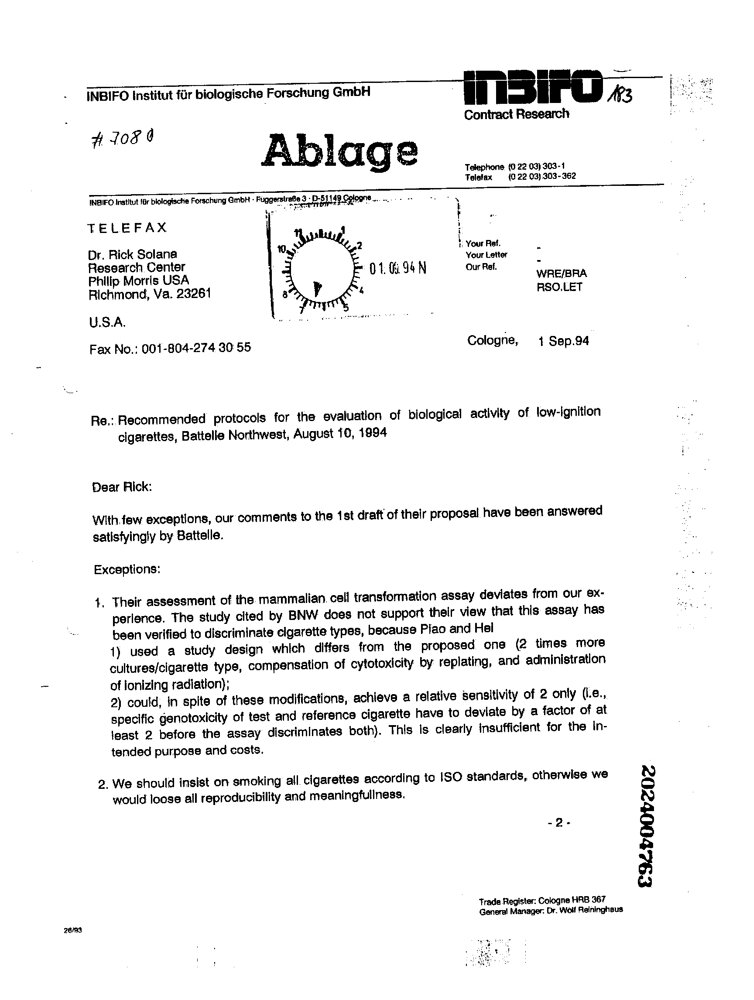 INBIFO Institut für biologische Forschung GmbH
INBIFO 183
Contract Research
# 7080
Ablage
Telephone (0 22 03) 303-1
Telefax (0 22 03) 303-362
INBIFO Institut für biologische Forschung GmbH · Fuggerstraße 3 · D-51149 Cologne
TELEFAX
Dr. Rick Solana
Research Center
Philip Morris USA
Richmond, Va. 23261
U.S.A.
Fax No.: 001-804-274 30 55
11 1
10 2
8 4
5
01. 09. 94 N
Your Ref. -
Your Letter -
Our Ref. WRE/BRA
RSO.LET
Cologne, 1 Sep.94
Re.: Recommended protocols for the evaluation of biological activity of low-ignition
cigarettes, Battelle Northwest, August 10, 1994
Dear Rick:
With few exceptions, our comments to the 1st draft of their proposal have been answered
satisfyingly by Battelle.
Exceptions:
1. Their assessment of the mammalian cell transformation assay deviates from our ex-
perience. The study cited by BNW does not support their view that this assay has
been verified to discriminate cigarette types, because Piao and Hei
1) used a study design which differs from the proposed one (2 times more
cultures/cigarette type, compensation of cytotoxicity by replating, and administration
of ionizing radiation);
2) could, in spite of these modifications, achieve a relative sensitivity of 2 only (i.e.,
specific genotoxicity of test and reference cigarette have to deviate by a factor of at
least 2 before the assay discriminates both). This is clearly insufficient for the in-
tended purpose and costs.
2. We should insist on smoking all cigarettes according to ISO standards, otherwise we
would loose all reproducibility and meaningfullness.
- 2 -
2024004763
Trade Register: Cologne HRB 367
General Manager: Dr. Wolf Reininghaus
26/93